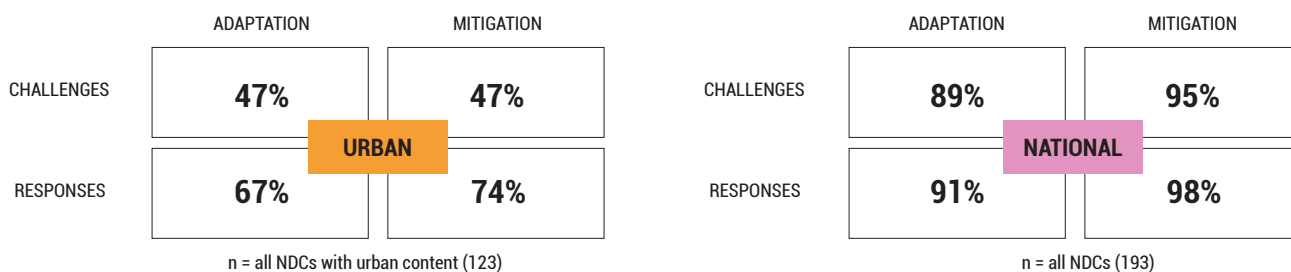 ADAPTATION MITIGATION
CHALLENGES 47% 47%
URBAN
RESPONSES 67% 74%
n = all NDCs with urban content (123)
ADAPTATION MITIGATION
CHALLENGES 89% 95%
NATIONAL
RESPONSES 91% 98%
n = all NDCs (193)